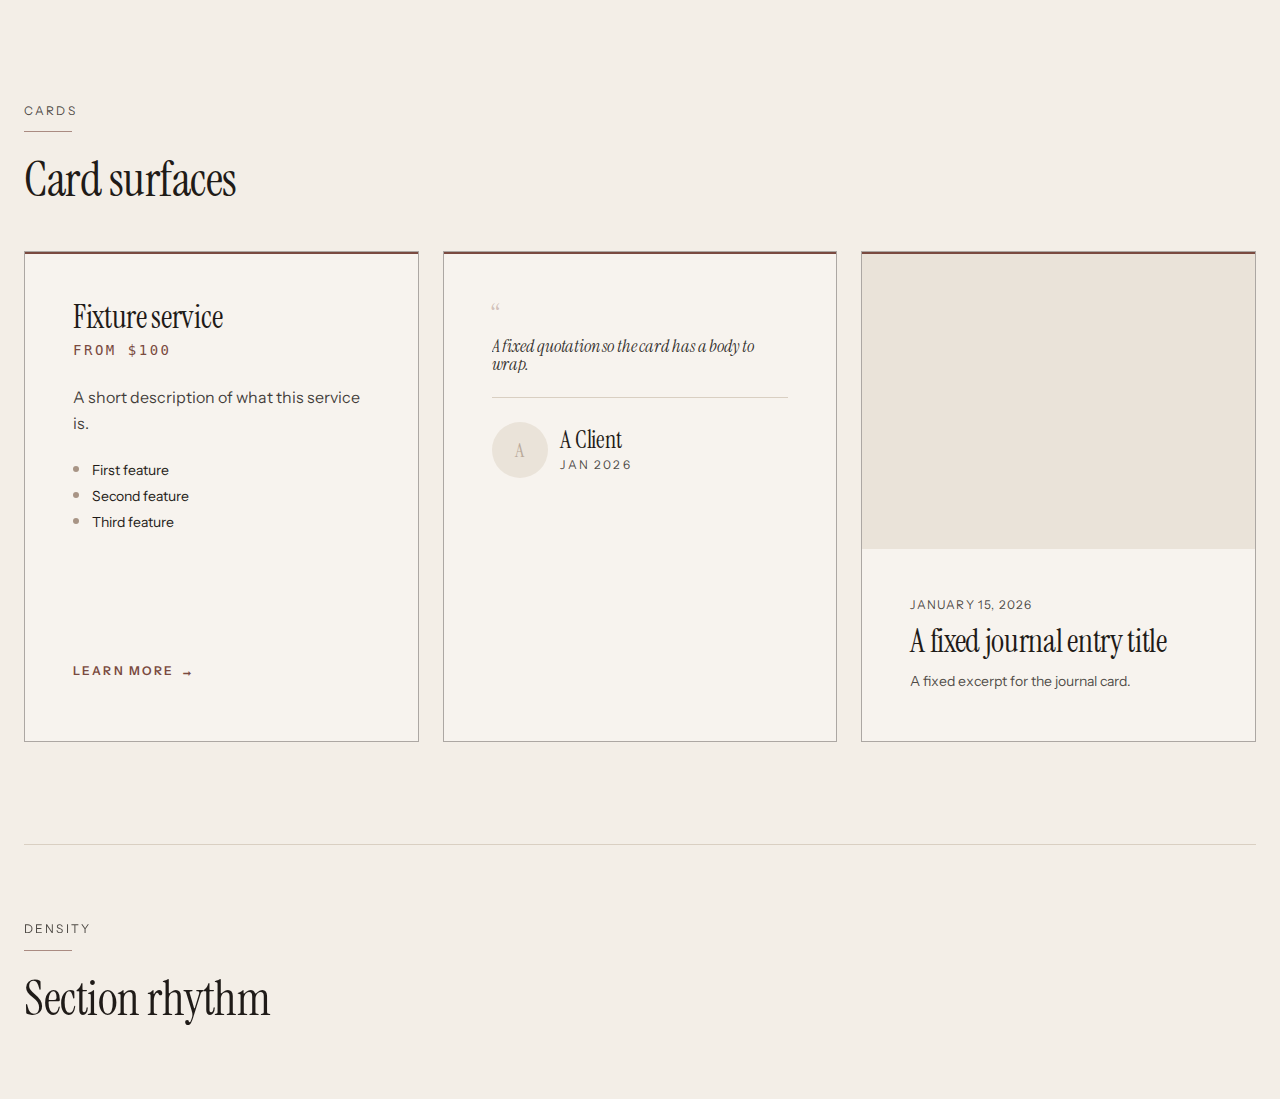 CARDS
Card surfaces
Fixture service
FROM $100
A short description of what this service
is.
First feature
Second feature
Third feature
LEARN MORE →
“
A fixed quotation so the card has a body to
wrap.
A
A Client
JAN 2026
JANUARY 15, 2026
A fixed journal entry title
A fixed excerpt for the journal card.
DENSITY
Section rhythm